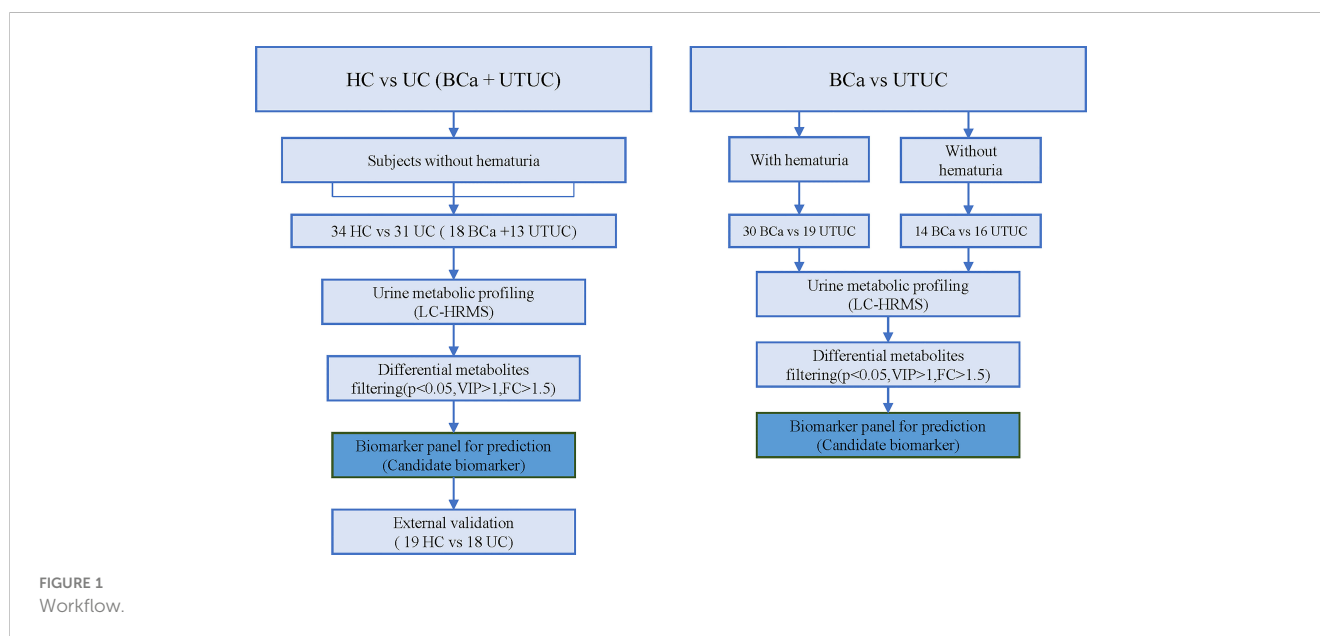 HC vs UC (BCa + UTUC)
Subjects without hematuria
34 HC vs 31 UC ( 18 BCa +13 UTUC)
Urine metabolic profiling
(LC-HRMS)
Differential metabolites
filtering(p<0.05,VIP>1,FC>1.5)
Biomarker panel for prediction
(Candidate biomarker)
External validation
( 19 HC vs 18 UC)
BCa vs UTUC
With hematuria
Without
hematuria
30 BCa vs 19 UTUC
14 BCa vs 16 UTUC
Urine metabolic profiling
(LC-HRMS)
Differential metabolites
filtering(p<0.05,VIP>1,FC>1.5)
Biomarker panel for prediction
(Candidate biomarker)
FIGURE 1
Workflow.